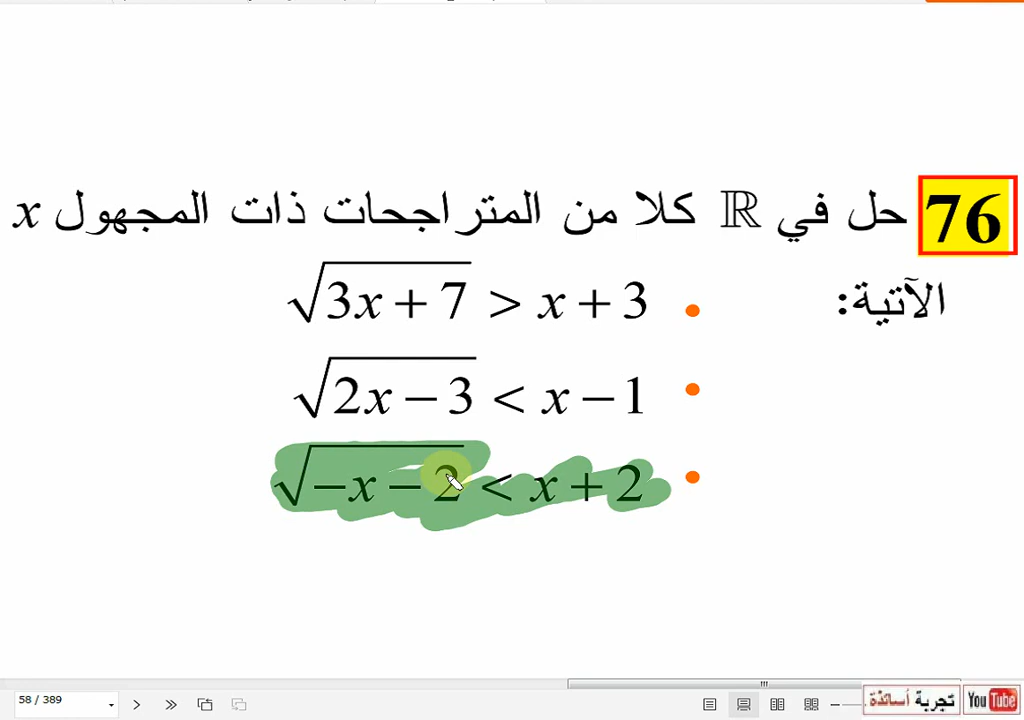 76 حل في ℝ كلا من المتراجحات ذات المجهول x
الآتية:
• √(3x + 7) > x + 3
• √(2x − 3) < x − 1
• √(−x − 2) < x + 2
58 / 389
تجربة أساتذة
YouTube